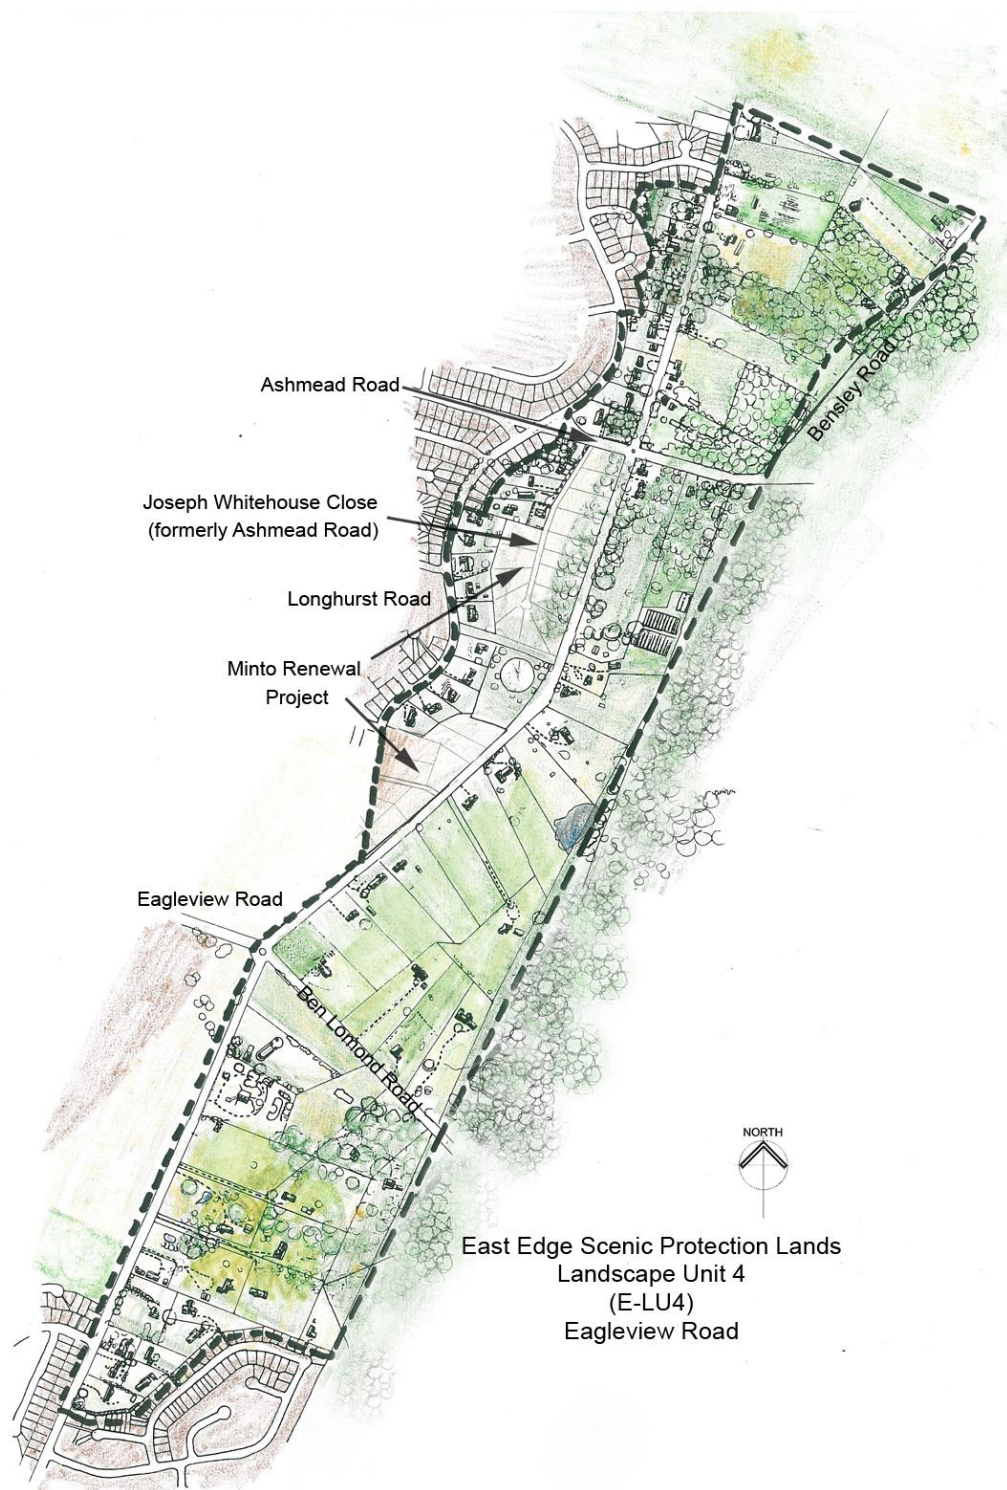 Bensley Road
Ashmead Road
Joseph Whitehouse Close
(formerly Ashmead Road)
Longhurst Road
Minto Renewal
Project
Eagleview Road
Ben Lomond Road
NORTH
East Edge Scenic Protection Lands
Landscape Unit 4
(E-LU4)
Eagleview Road